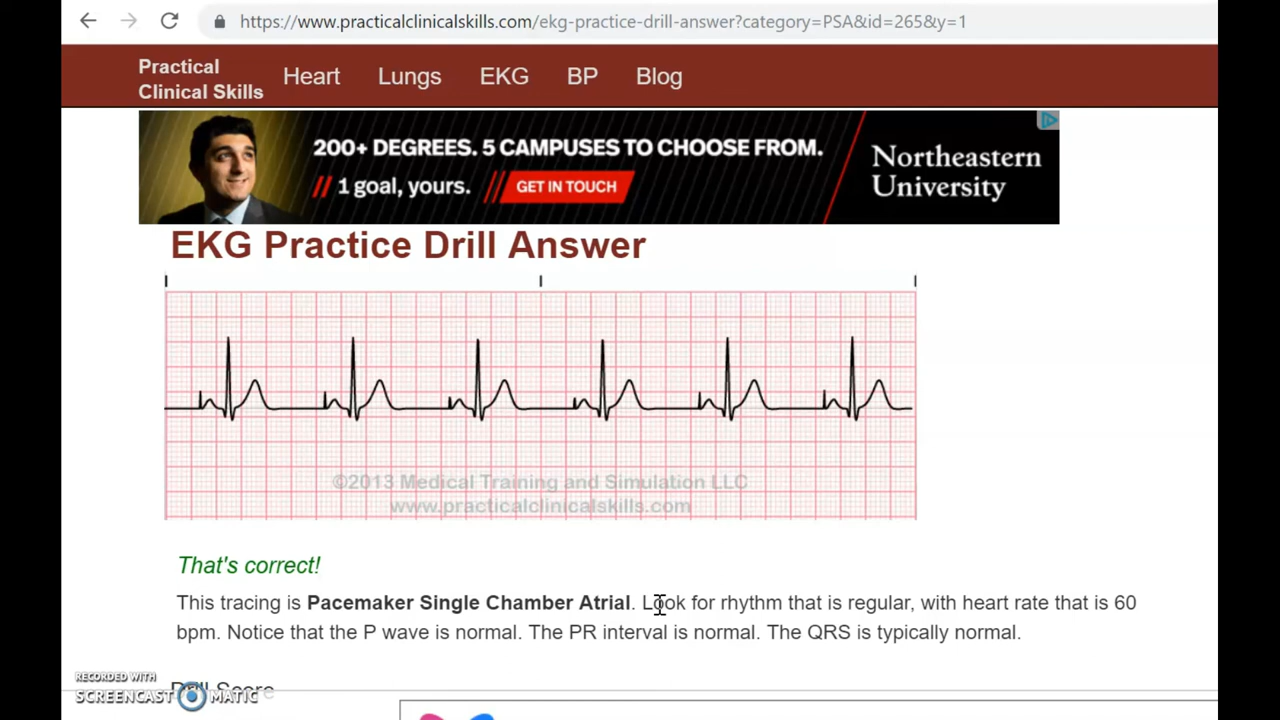 https://www.practicalclinicalskills.com/ekg-practice-drill-answer?category=PSA&id=265&y=1
Practical
Clinical Skills
Heart
Lungs
EKG
BP
Blog
200+ DEGREES. 5 CAMPUSES TO CHOOSE FROM.
// 1 goal, yours. // GET IN TOUCH
Northeastern
University
EKG Practice Drill Answer
©2013 Medical Training and Simulation LLC
www.practicalclinicalskills.com
That's correct!
This tracing is Pacemaker Single Chamber Atrial. Look for rhythm that is regular, with heart rate that is 60
bpm. Notice that the P wave is normal. The PR interval is normal. The QRS is typically normal.
Drill Score
RECORDED WITH
SCREENCAST MATIC